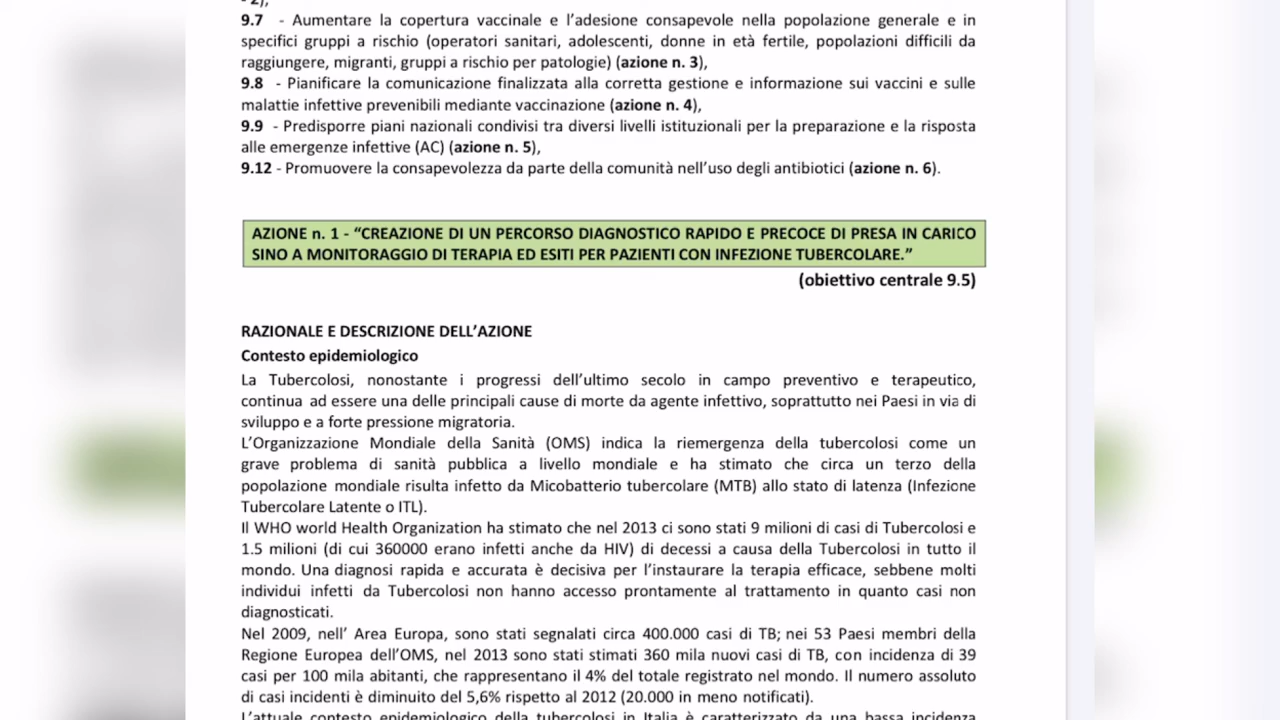 - 2),
9.7 - Aumentare la copertura vaccinale e l’adesione consapevole nella popolazione generale e in
specifici gruppi a rischio (operatori sanitari, adolescenti, donne in età fertile, popolazioni difficili da
raggiungere, migranti, gruppi a rischio per patologie) (azione n. 3),
9.8 - Pianificare la comunicazione finalizzata alla corretta gestione e informazione sui vaccini e sulle
malattie infettive prevenibili mediante vaccinazione (azione n. 4),
9.9 - Predisporre piani nazionali condivisi tra diversi livelli istituzionali per la preparazione e la risposta
alle emergenze infettive (AC) (azione n. 5),
9.12 - Promuovere la consapevolezza da parte della comunità nell’uso degli antibiotici (azione n. 6).
AZIONE n. 1 - “CREAZIONE DI UN PERCORSO DIAGNOSTICO RAPIDO E PRECOCE DI PRESA IN CARICO
SINO A MONITORAGGIO DI TERAPIA ED ESITI PER PAZIENTI CON INFEZIONE TUBERCOLARE.”
(obiettivo centrale 9.5)
RAZIONALE E DESCRIZIONE DELL’AZIONE
Contesto epidemiologico
La Tubercolosi, nonostante i progressi dell’ultimo secolo in campo preventivo e terapeutico,
continua ad essere una delle principali cause di morte da agente infettivo, soprattutto nei Paesi in via di
sviluppo e a forte pressione migratoria.
L’Organizzazione Mondiale della Sanità (OMS) indica la riemergenza della tubercolosi come un
grave problema di sanità pubblica a livello mondiale e ha stimato che circa un terzo della
popolazione mondiale risulta infetto da Micobatterio tubercolare (MTB) allo stato di latenza (Infezione
Tubercolare Latente o ITL).
Il WHO world Health Organization ha stimato che nel 2013 ci sono stati 9 milioni di casi di Tubercolosi e
1.5 milioni (di cui 360000 erano infetti anche da HIV) di decessi a causa della Tubercolosi in tutto il
mondo. Una diagnosi rapida e accurata è decisiva per l’instaurare la terapia efficace, sebbene molti
individui infetti da Tubercolosi non hanno accesso prontamente al trattamento in quanto casi non
diagnosticati.
Nel 2009, nell’ Area Europa, sono stati segnalati circa 400.000 casi di TB; nei 53 Paesi membri della
Regione Europea dell’OMS, nel 2013 sono stati stimati 360 mila nuovi casi di TB, con incidenza di 39
casi per 100 mila abitanti, che rappresentano il 4% del totale registrato nel mondo. Il numero assoluto
di casi incidenti è diminuito del 5,6% rispetto al 2012 (20.000 in meno notificati).
L’attuale contesto epidemiologico della tubercolosi in Italia è caratterizzato da una bassa incidenza